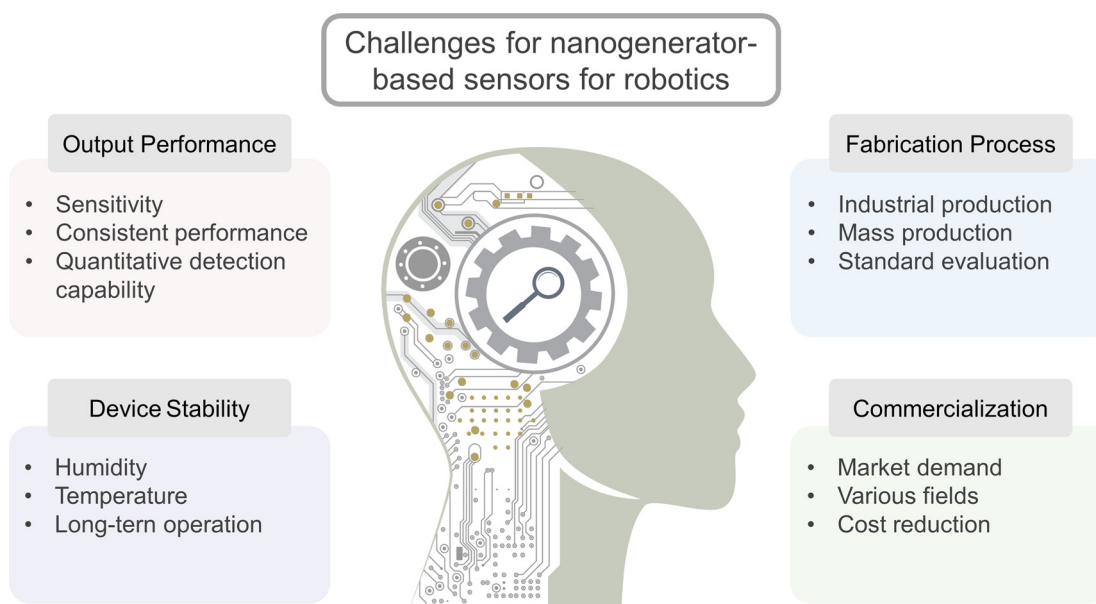 Challenges for nanogenerator-
based sensors for robotics
Output Performance
• Sensitivity
• Consistent performance
• Quantitative detection
capability
Device Stability
• Humidity
• Temperature
• Long-tern operation
Fabrication Process
• Industrial production
• Mass production
• Standard evaluation
Commercialization
• Market demand
• Various fields
• Cost reduction